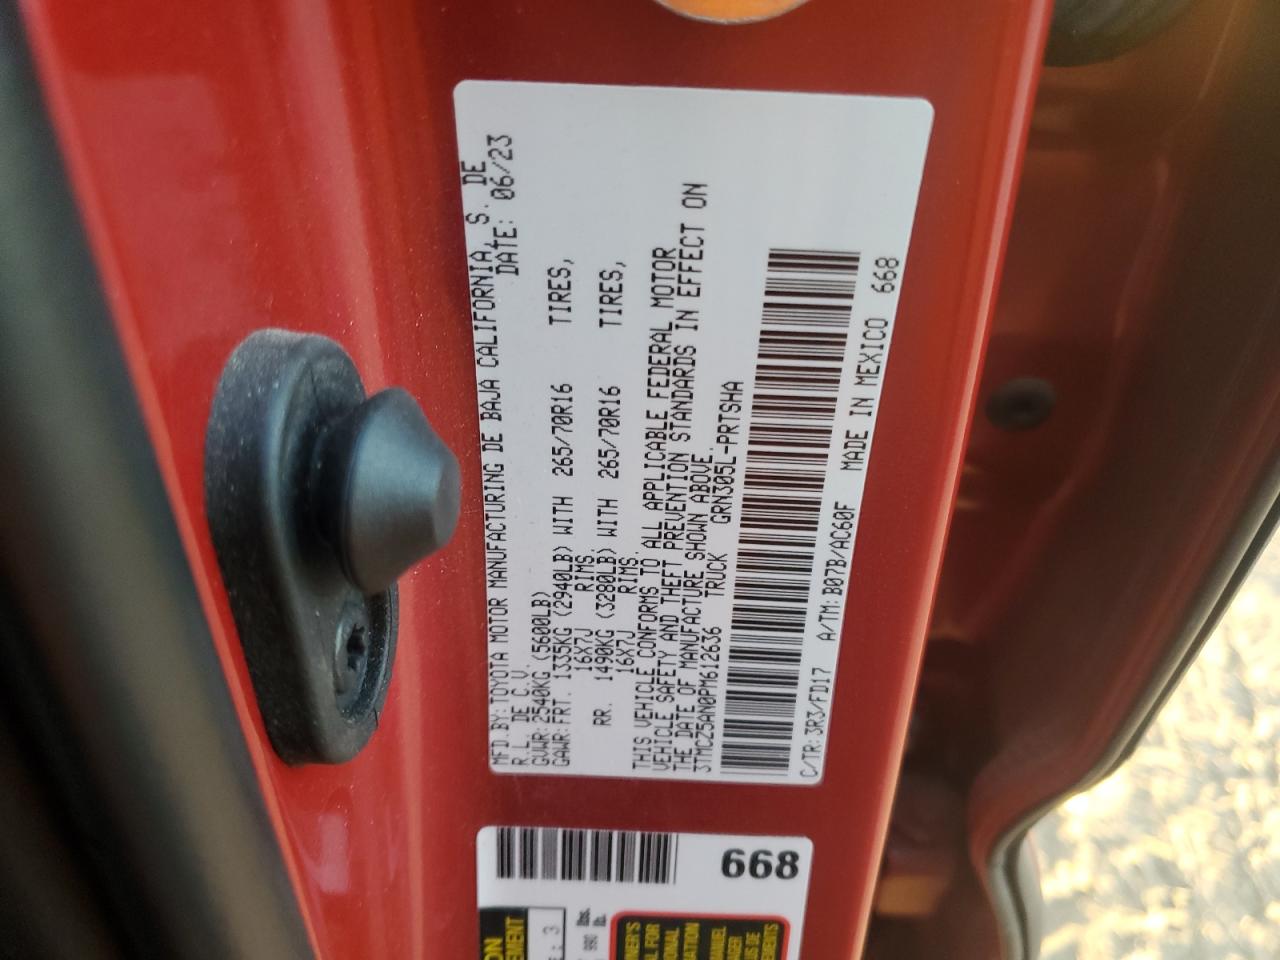 MFD.BY:TOYOTA MOTOR MANUFACTURING DE BAJA CALIFORNIA, S. DE
R.L. DE C.V. DATE: 06/23
GVWR:2540KG (5600LB)
GAWR:FRT. 1335KG (2940LB) WITH 265/70R16 TIRES,
16X7J RIMS.
RR. 1490KG (3280LB) WITH 265/70R16 TIRES,
16X7J RIMS.
THIS VEHICLE CONFORMS TO ALL APPLICABLE FEDERAL MOTOR
VEHICLE SAFETY AND THEFT PREVENTION STANDARDS IN EFFECT ON
THE DATE OF MANUFACTURE SHOWN ABOVE.
3TMCZ5AN0PM612636 TRUCK GRN305L-PRTSHA
C/TR:3R3/FD17 A/TM:B07B/AC60F MADE IN MEXICO 668
668